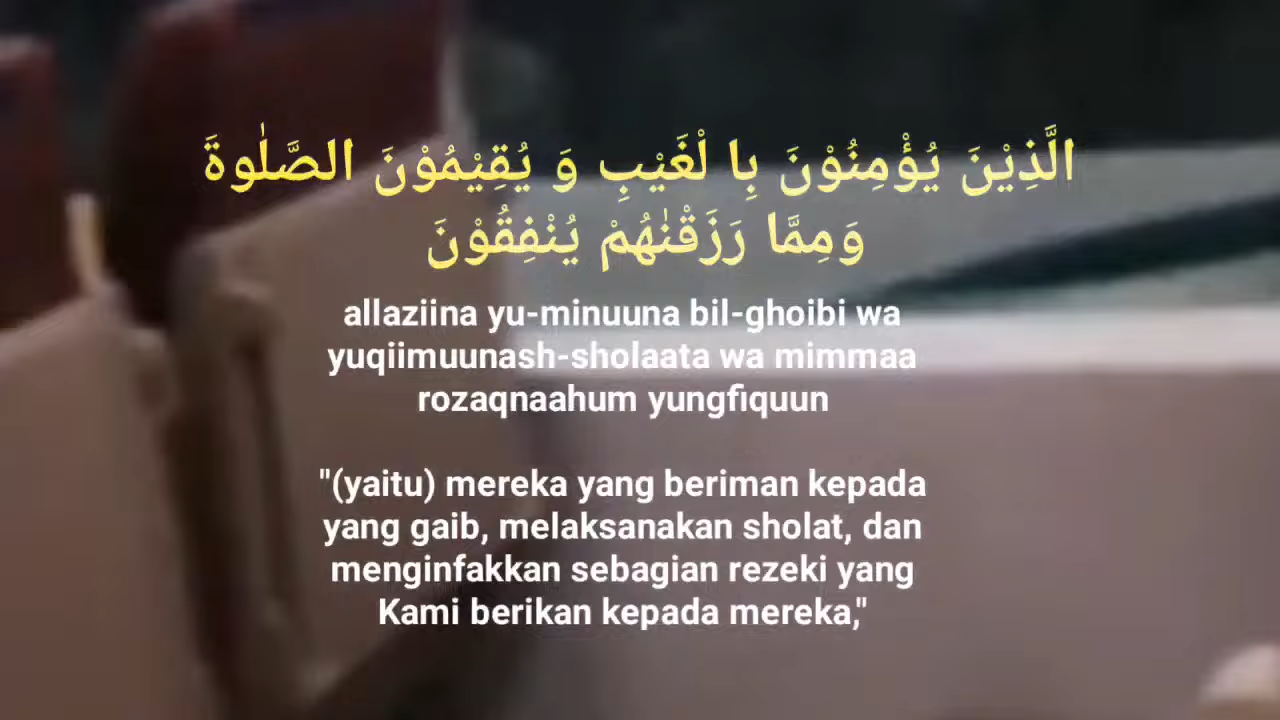 الَّذِيْنَ يُؤْمِنُوْنَ بِا لْغَيْبِ وَ يُقِيْمُوْنَ الصَّلٰوةَ
وَمِمَّا رَزَقْنٰهُمْ يُنْفِقُوْنَ
allaziina yu-minuuna bil-ghoibi wa
yuqiimuunash-sholaata wa mimmaa
rozaqnaahum yungfiquun
"(yaitu) mereka yang beriman kepada
yang gaib, melaksanakan sholat, dan
menginfakkan sebagian rezeki yang
Kami berikan kepada mereka,"